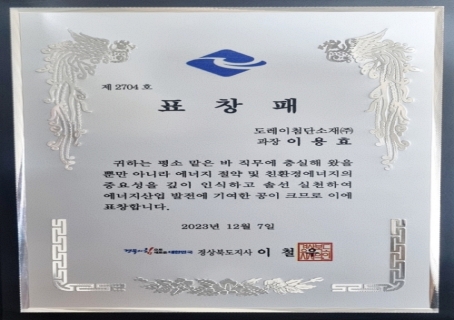 제 2704 호
표 창 패
도레이첨단소재(주)
과장 이 용 효
귀하는 평소 맡은 바 직무에 충실해 왔을
뿐만 아니라 에너지 절약 및 친환경에너지의
중요성을 깊이 인식하고 솔선 실천하여
에너지산업 발전에 기여한 공이 크므로 이에
표창합니다.
2023년 12월 7일
경상북도지사 이 철 우